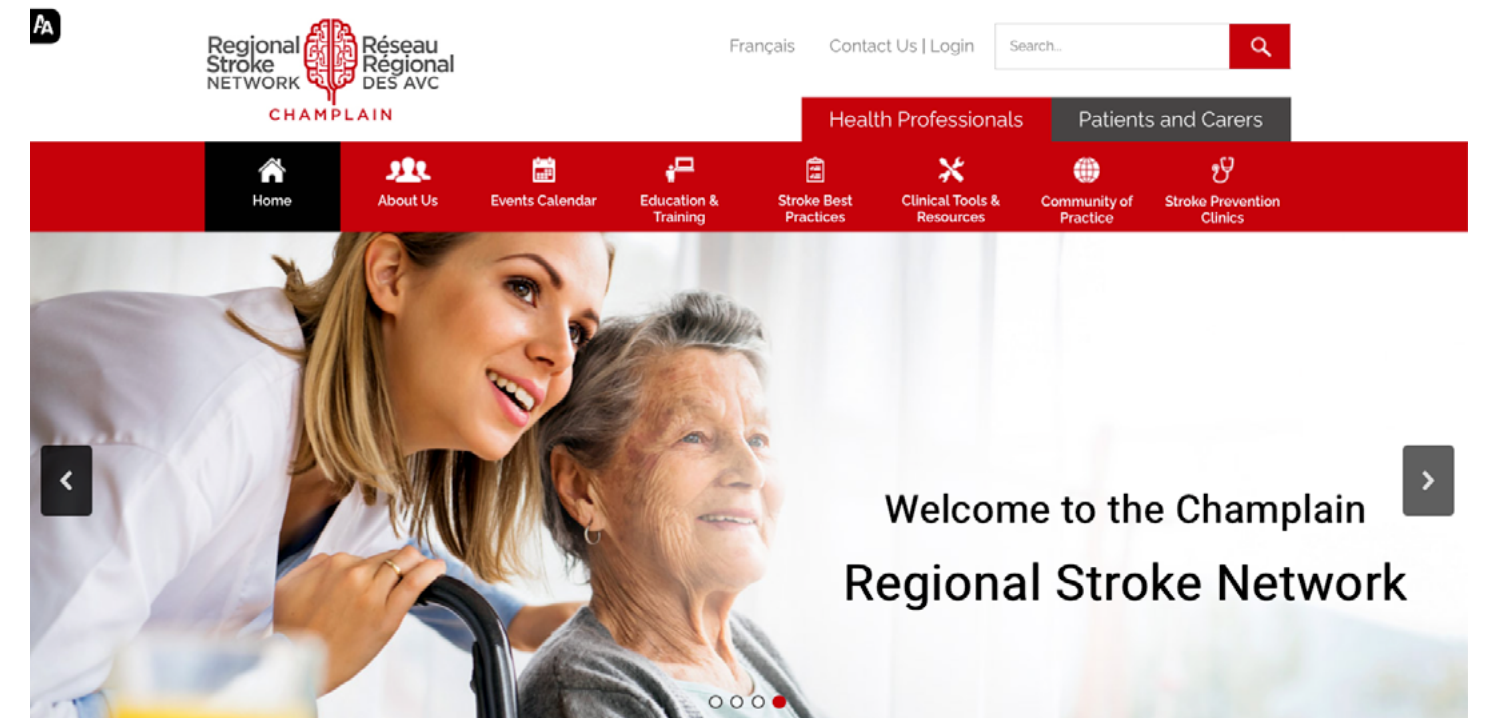 AA
Regional Réseau
Stroke Régional
NETWORK DES AVC
CHAMPLAIN
Français Contact Us | Login Search...
Health Professionals Patients and Carers
Home About Us Events Calendar Education & Training Stroke Best Practices Clinical Tools & Resources Community of Practice Stroke Prevention Clinics
Welcome to the Champlain
Regional Stroke Network